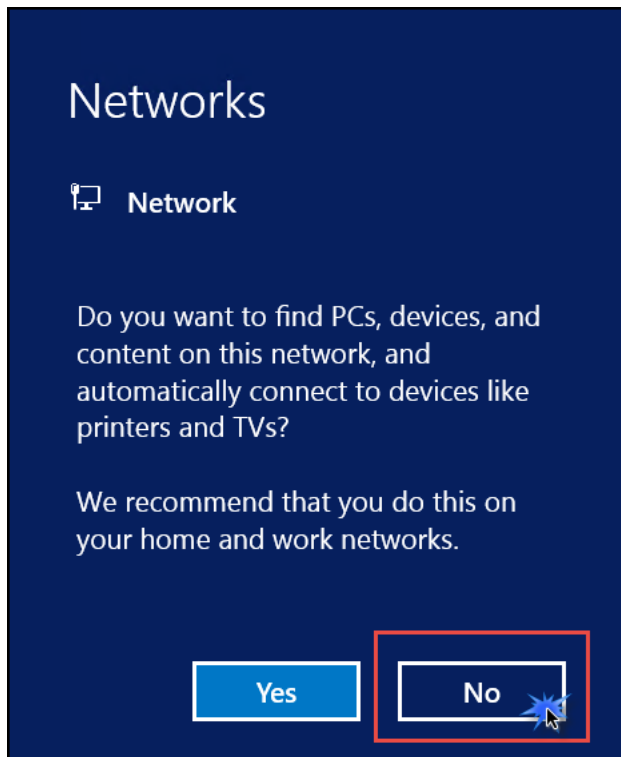 Networks
Network
Do you want to find PCs, devices, and
content on this network, and
automatically connect to devices like
printers and TVs?
We recommend that you do this on
your home and work networks.
Yes
No